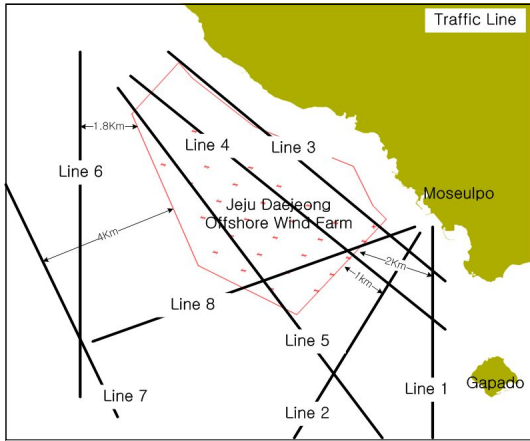 Traffic Line
1.8Km
Line 4
Line 3
Line 6
Moseulpo
Jeju Daejeong
Offshore Wind Farm
4Km
2Km
1km
Line 8
Line 5
Gapado
Line 7
Line 1
Line 2